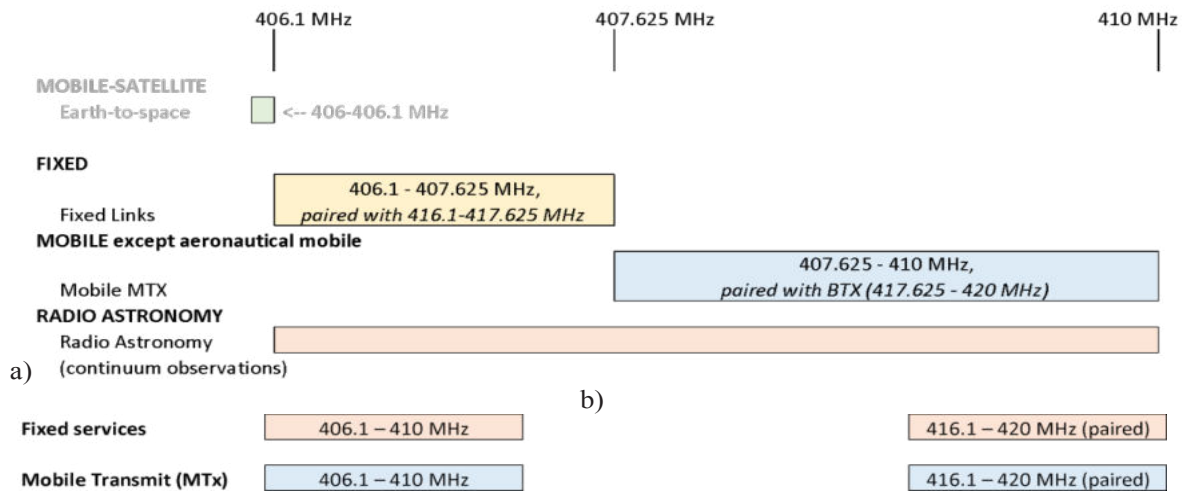 406.1 MHz 407.625 MHz 410 MHz
MOBILE-SATELLITE
Earth-to-space <-- 406-406.1 MHz
FIXED
406.1 - 407.625 MHz,
Fixed Links paired with 416.1-417.625 MHz
MOBILE except aeronautical mobile
407.625 - 410 MHz,
Mobile MTX paired with BTX (417.625 - 420 MHz)
RADIO ASTRONOMY
Radio Astronomy
a) (continuum observations)
b)
Fixed services 406.1 – 410 MHz 416.1 – 420 MHz (paired)
Mobile Transmit (MTx) 406.1 – 410 MHz 416.1 – 420 MHz (paired)